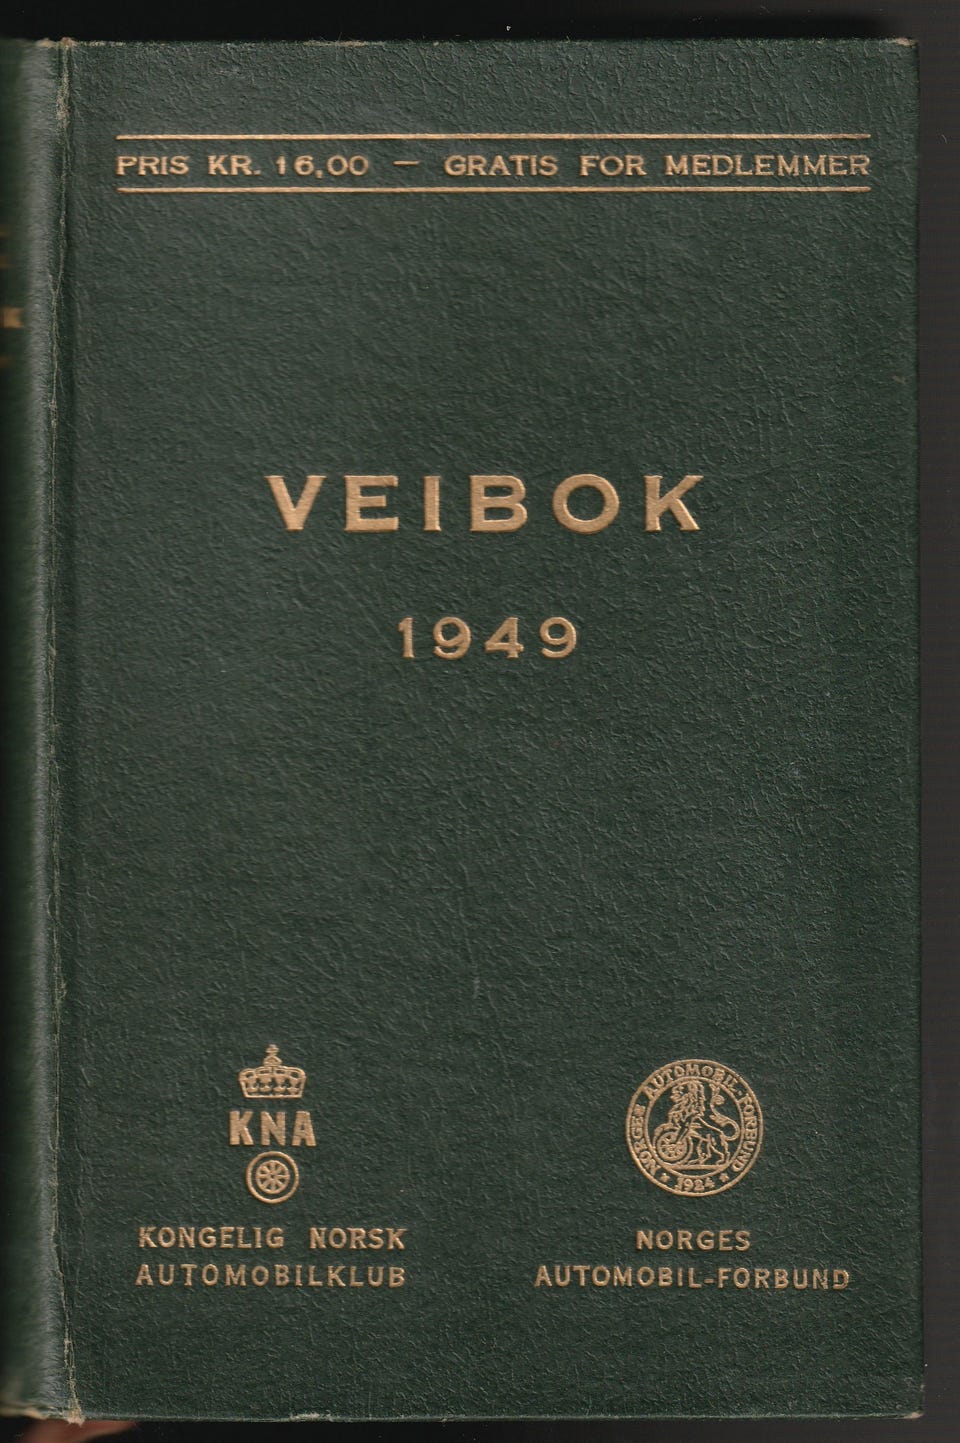 PRIS KR. 16,00 — GRATIS FOR MEDLEMMER
VEIBOK
1949
KNA
KONGELIG NORSK
AUTOMOBILKLUB
NORGES AUTOMOBIL-FORBUND
★ 1924 ★
NORGES
AUTOMOBIL-FORBUND
K